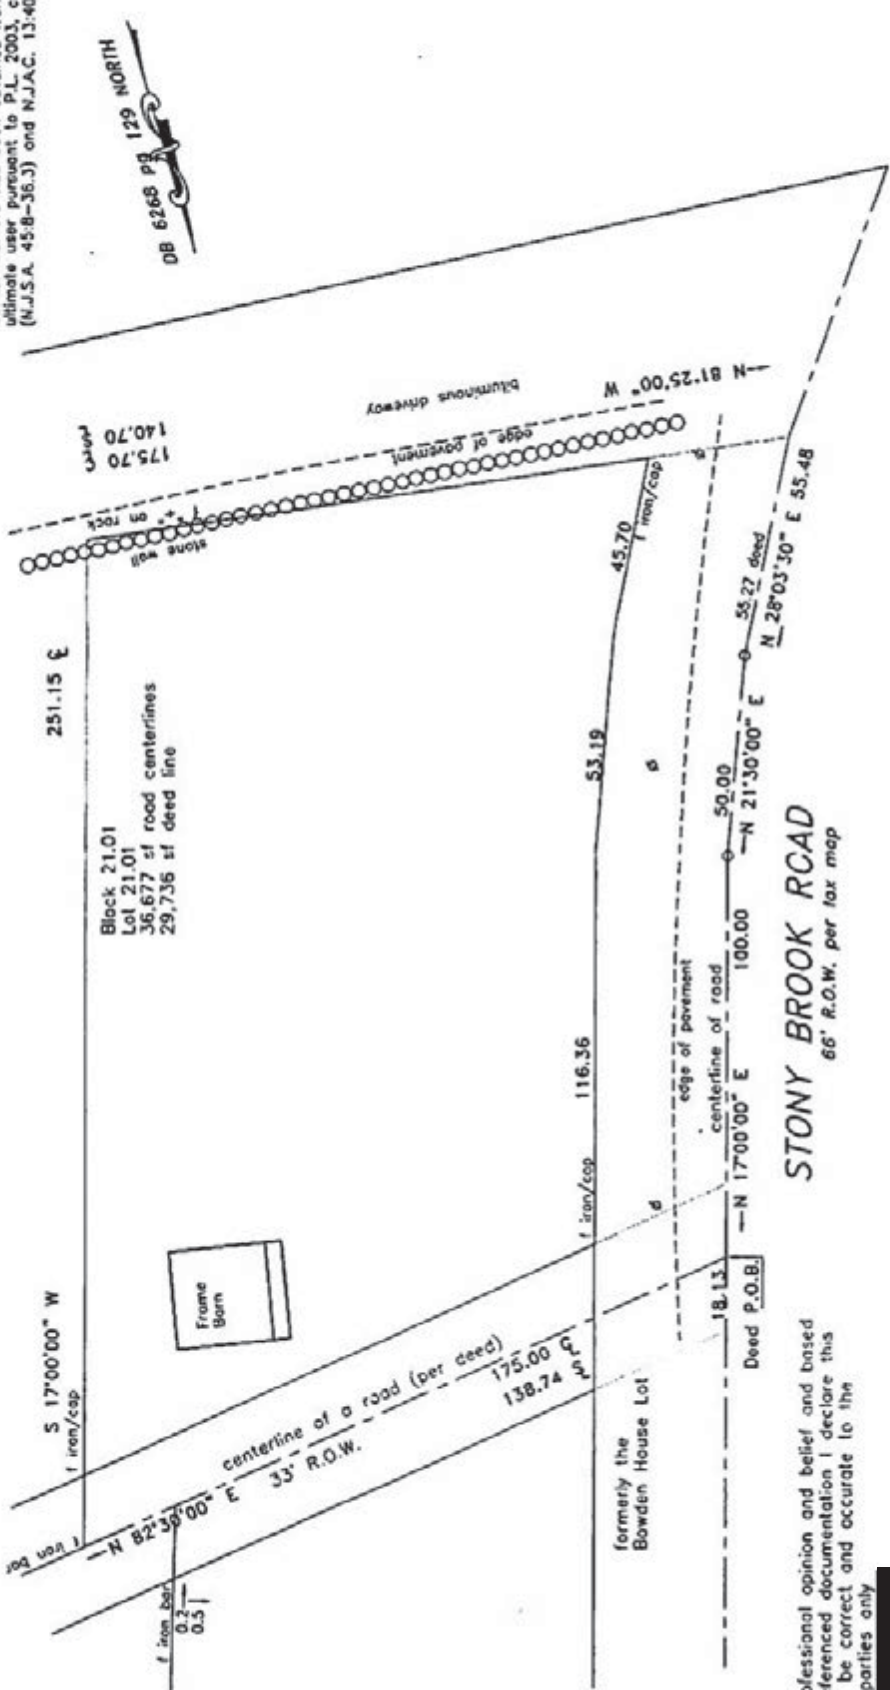 ultimate user pursuant to P.L. 2003, c
(N.J.S.A. 45:8-36.3) and N.J.A.C. 13:40
DB 6268 PG 129 NORTH
175.70
140.70
bituminous driveway
N 81°25'00" W
edge of pavement
"+" on rock
stone wall
251.15 ℄
S 17°00'00" W
f iron/cap
iron bar
Block 21.01
Lot 21.01
36,677 sf road centerlines
29,736 sf deed line
Frame
Barn
f iron/cap
45.70
53.19
116.36
f iron/cap
centerline of a road (per deed)
N 82°30'00" E
33' R.O.W.
175.00 ℄
138.74
f iron bar
0.2
0.5
formerly the
Bowden House Lot
edge of pavement
centerline of road
18.13
N 17°00'00" E
100.00
50.00
N 21°30'00" E
55.27 deed
N 28°03'30" E 55.48
Deed P.O.B.
STONY BROOK ROAD
66' R.O.W. per tax map
ofessional opinion and belief and based
ferenced documentation I declare this
be correct and accurate to the
parties only